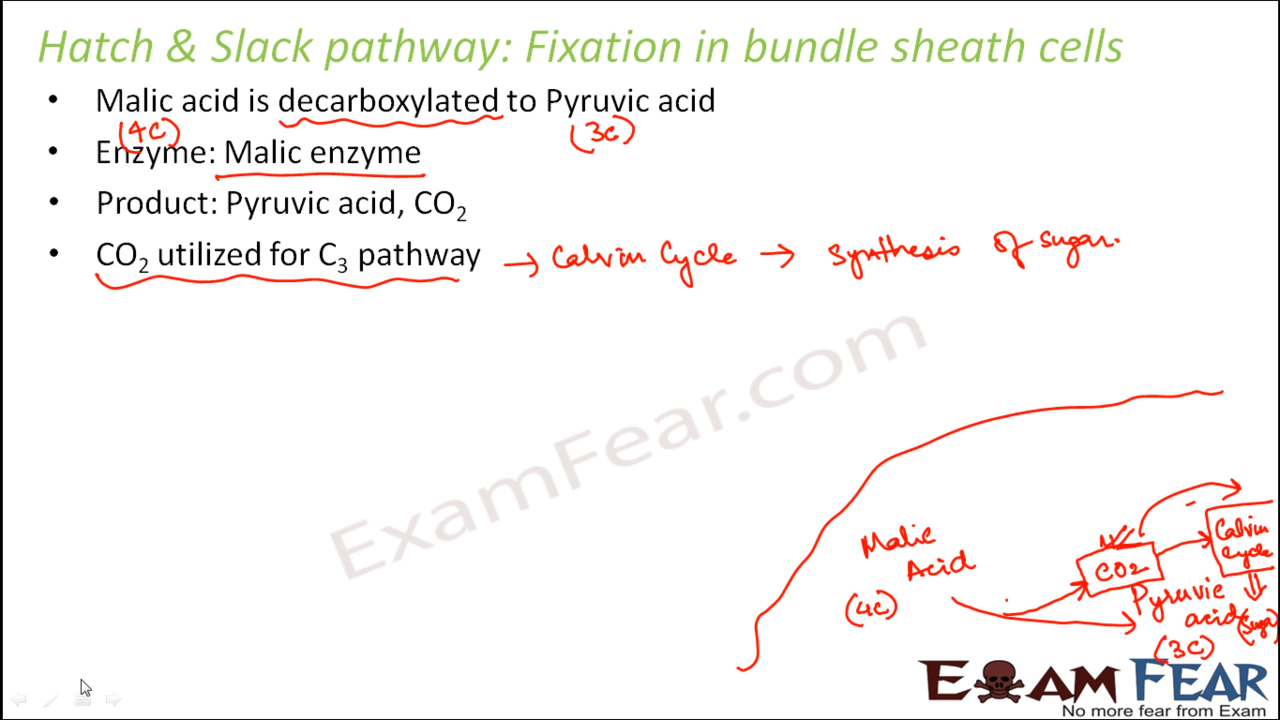 Hatch & Slack pathway: Fixation in bundle sheath cells
• Malic acid is decarboxylated to Pyruvic acid
(4C) (3C)
• Enzyme: Malic enzyme
• Product: Pyruvic acid, CO₂
• CO₂ utilized for C₃ pathway → Calvin Cycle → Synthesis of sugar.
ExamFear.com
Malic Acid
(4C)
CO2
Calvin Cycle
Pyruvic acid
(3C)
(Sugar)
EXAM FEAR
No more fear from Exam